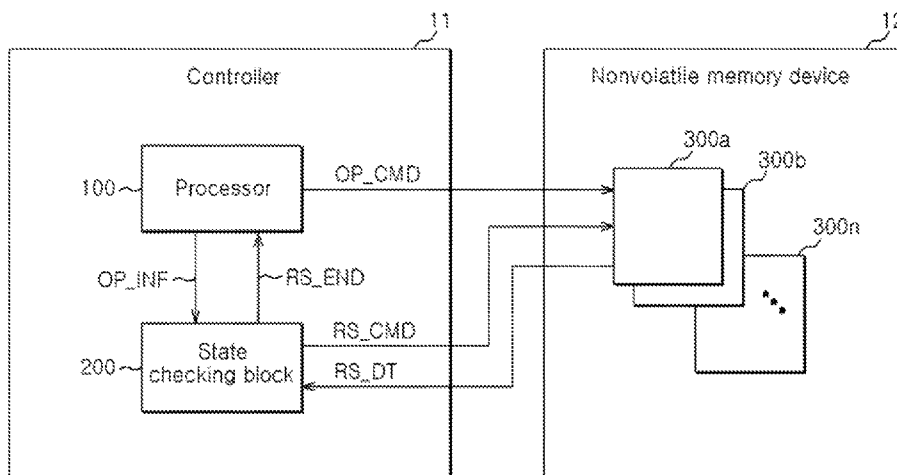 11
12
Controller
Nonvolatile memory device
300a
300b
300n
100
Processor
OP_CMD
OP_INF
RS_END
200
State
checking block
RS_CMD
RS_DT